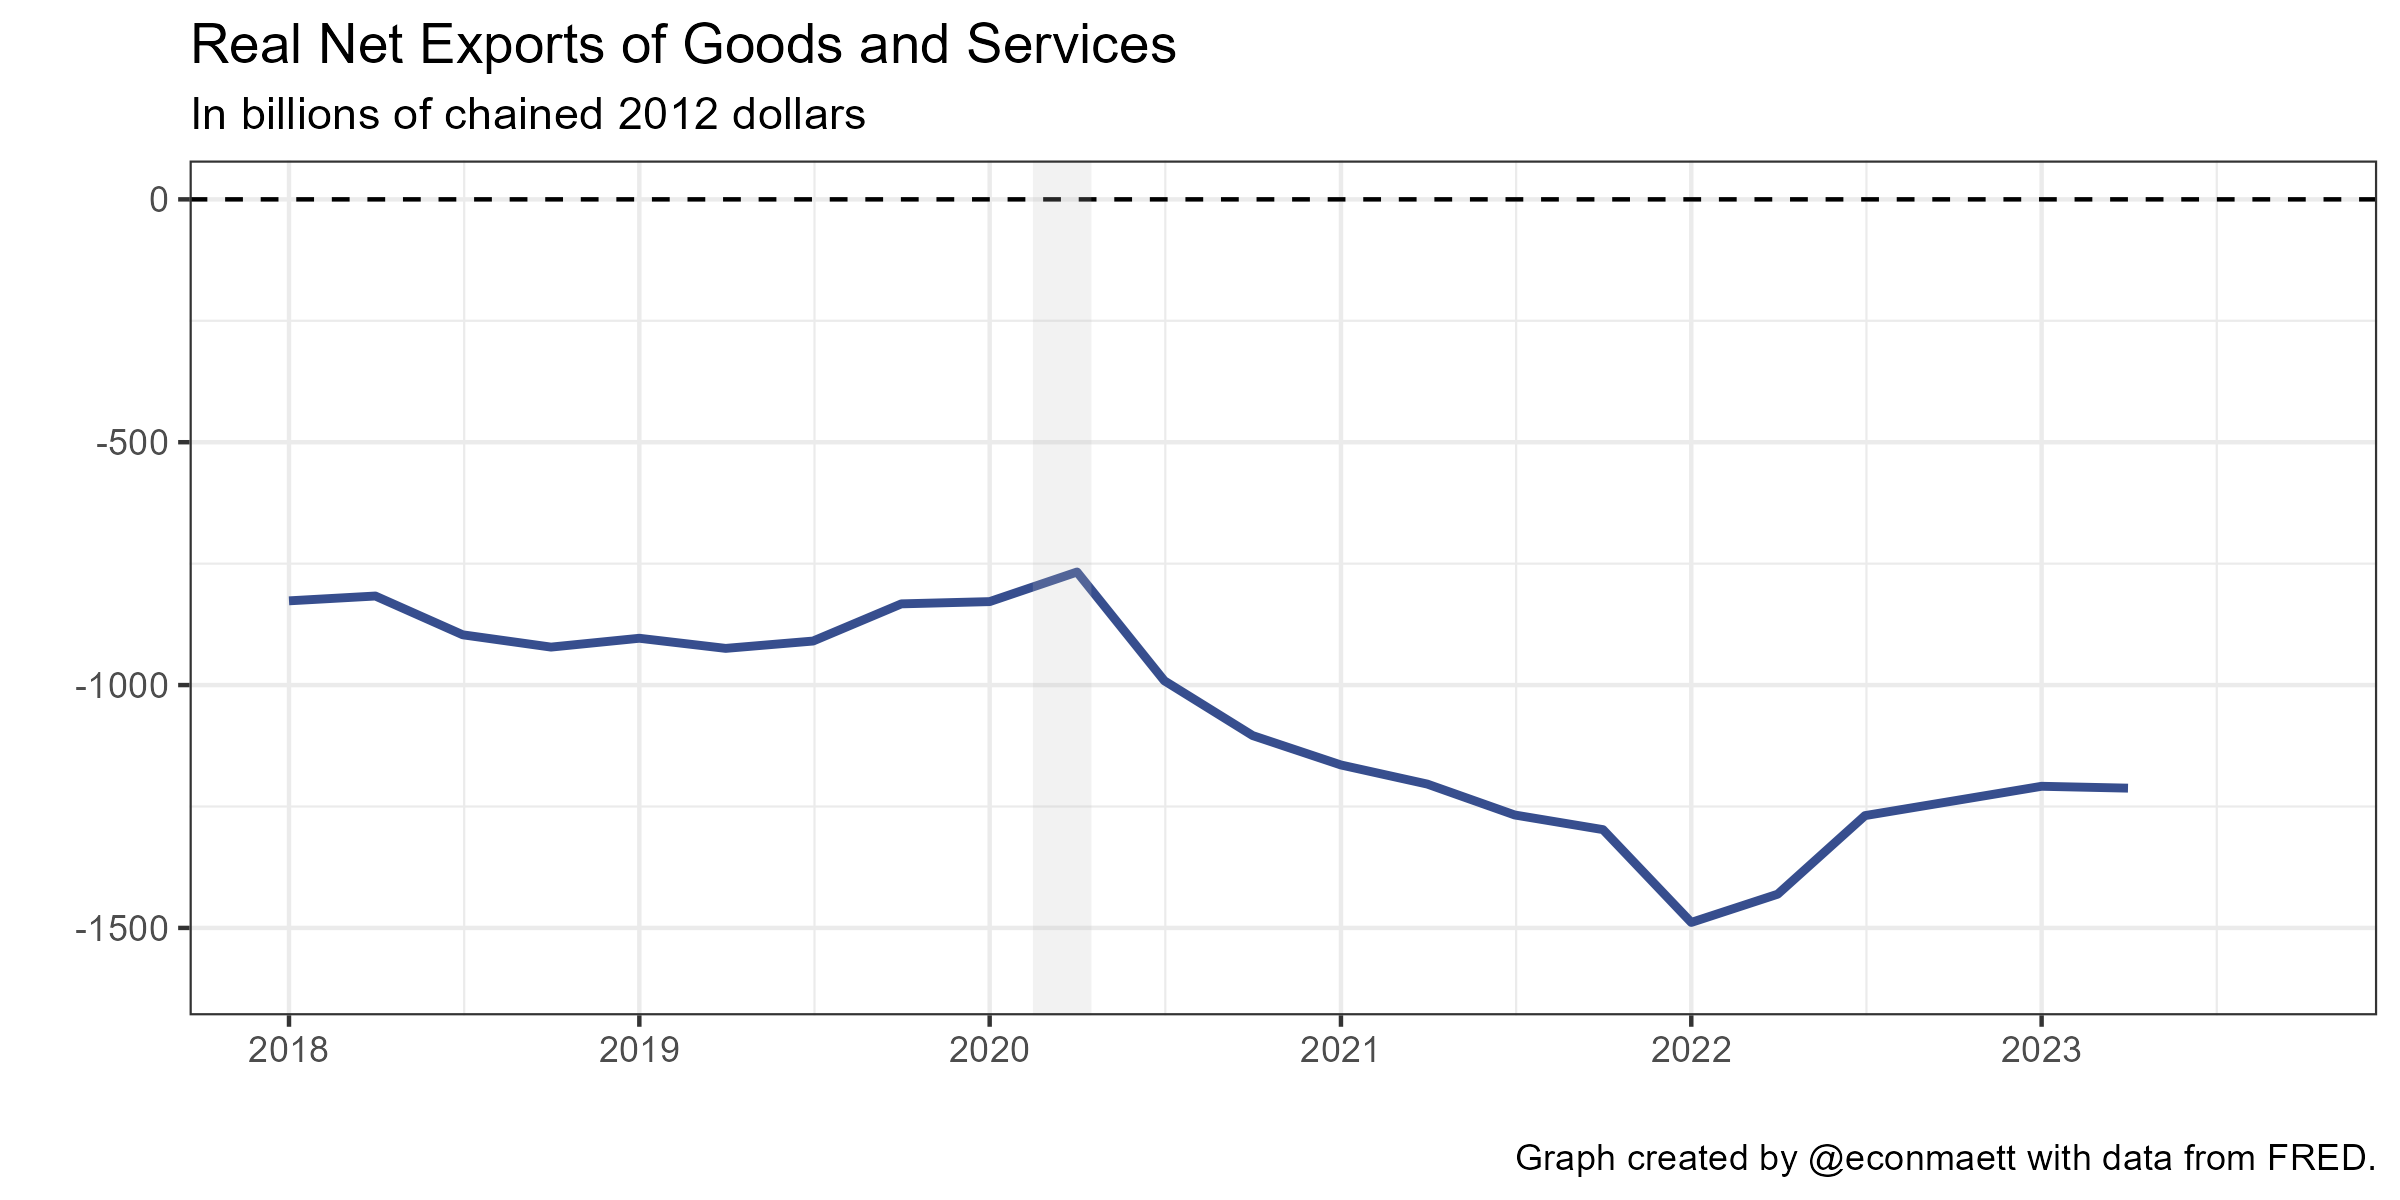 Real Net Exports of Goods and Services
In billions of chained 2012 dollars
0
-500
-1000
-1500
2018 2019 2020 2021 2022 2023
Graph created by @econmaett with data from FRED.